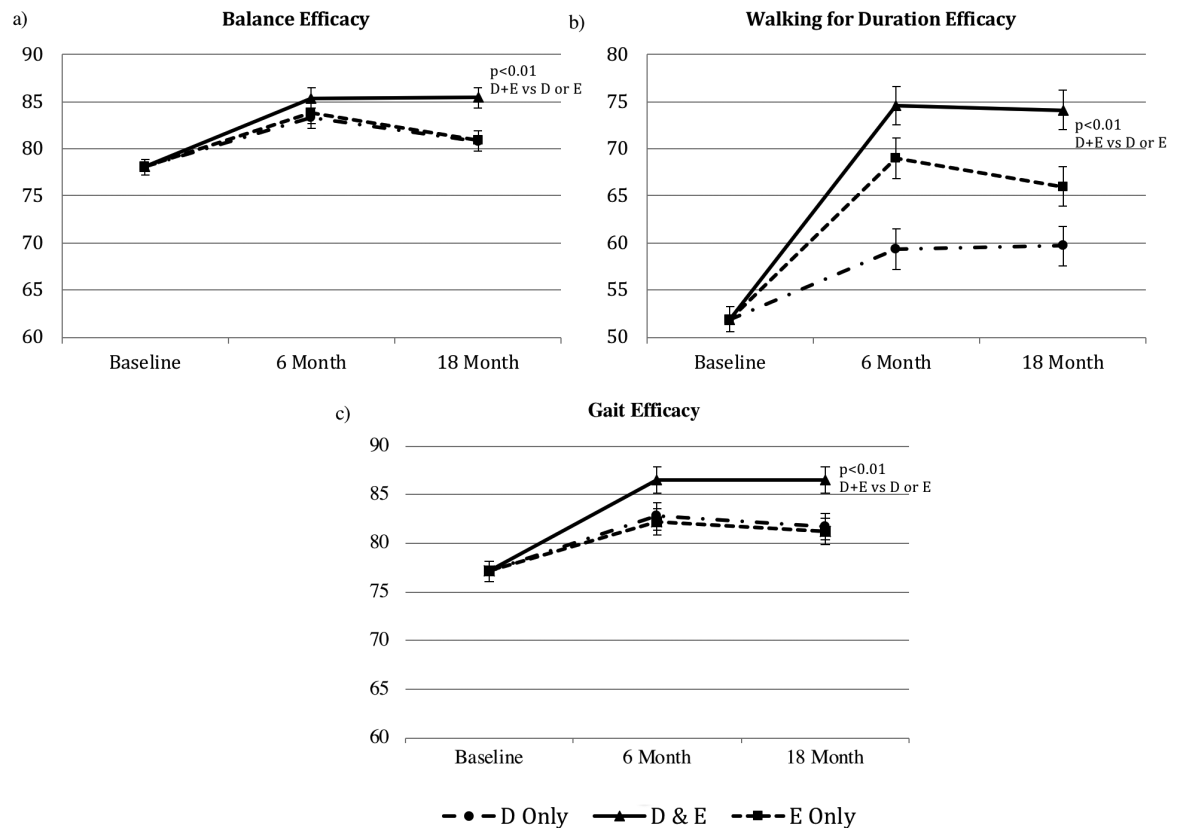 a)
Balance Efficacy
90
85
80
75
70
65
60
p<0.01
D+E vs D or E
Baseline
6 Month
18 Month
b)
Walking for Duration Efficacy
80
75
70
65
60
55
50
p<0.01
D+E vs D or E
Baseline
6 Month
18 Month
c)
Gait Efficacy
90
85
80
75
70
65
60
p<0.01
D+E vs D or E
Baseline
6 Month
18 Month
D Only
D & E
E Only